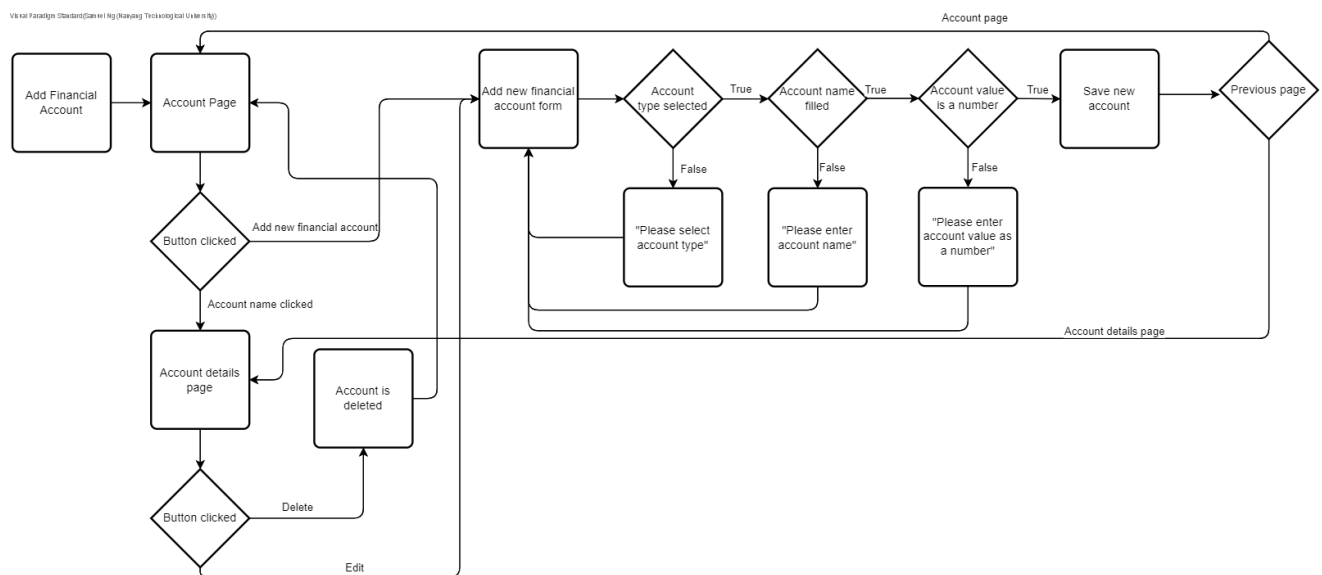 Visual Paradigm Standard(Samuel Ng(Nanyang Technological University))
Account page
Add Financial
Account
Account Page
Add new financial
account form
Account
type selected
True
Account name
filled
True
Account value
is a number
True
Save new
account
Previous page
False
False
False
"Please select
account type"
"Please enter
account name"
"Please enter
account value as
a number"
Button clicked
Add new financial account
Account name clicked
Account details page
Account details
page
Account is
deleted
Button clicked
Delete
Edit